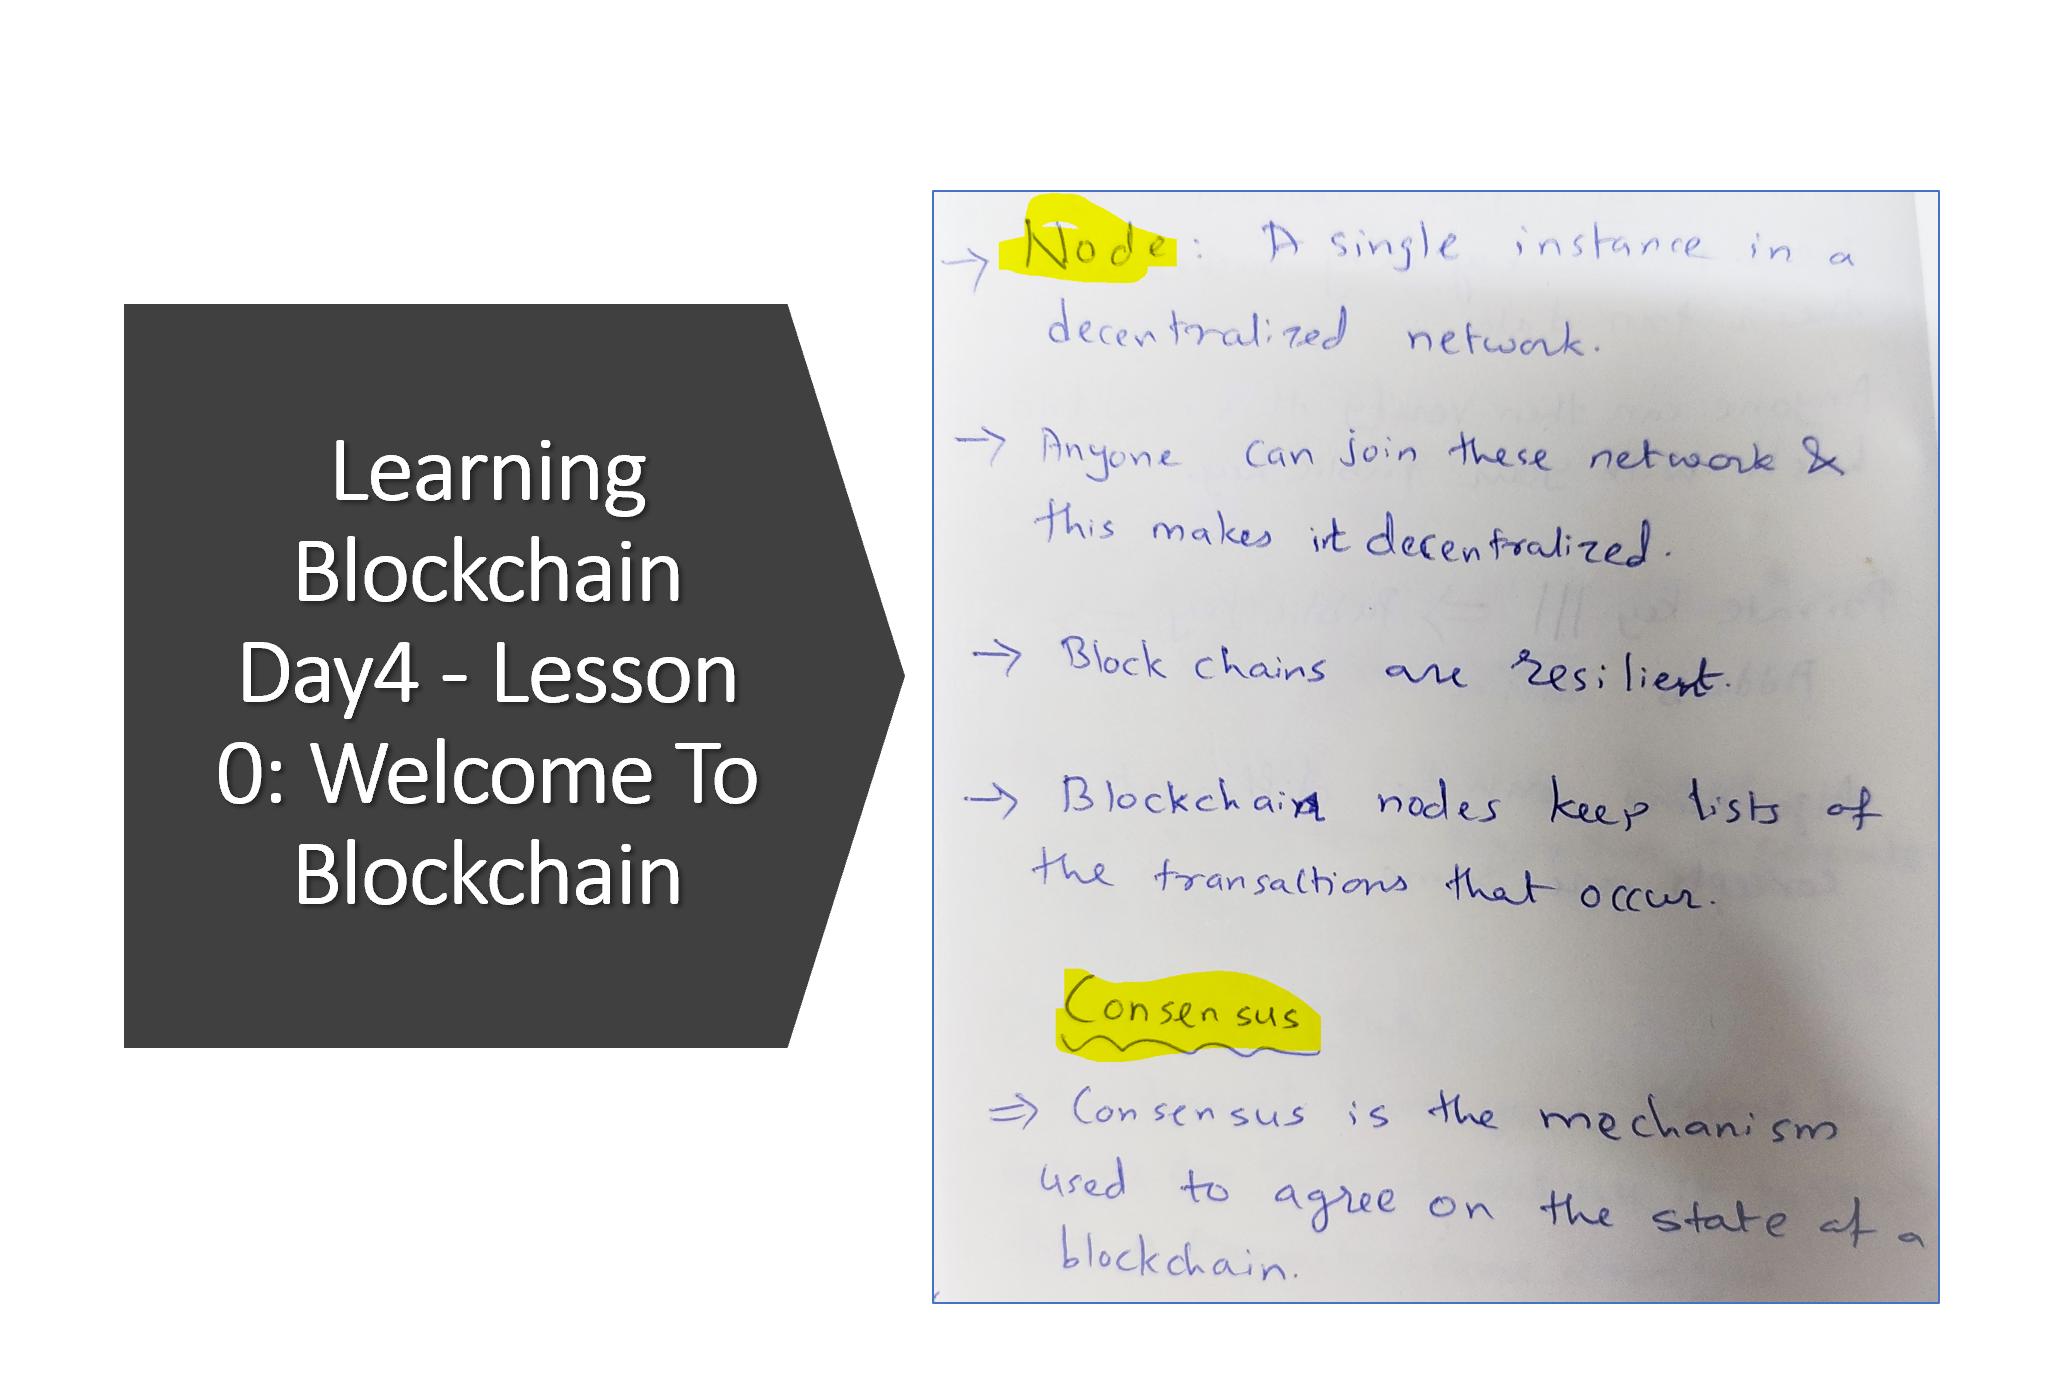 Learning
Blockchain
Day4 - Lesson
0: Welcome To
Blockchain
→ Node: A single instance in a
decentralized network.
→ Anyone can join these network &
this makes it decentralized.
→ Block chains are resilient.
→ Blockchain nodes keep lists of
the transactions that occur.
Consensus
⇒ Consensus is the mechanism
used to agree on the state of a
blockchain.